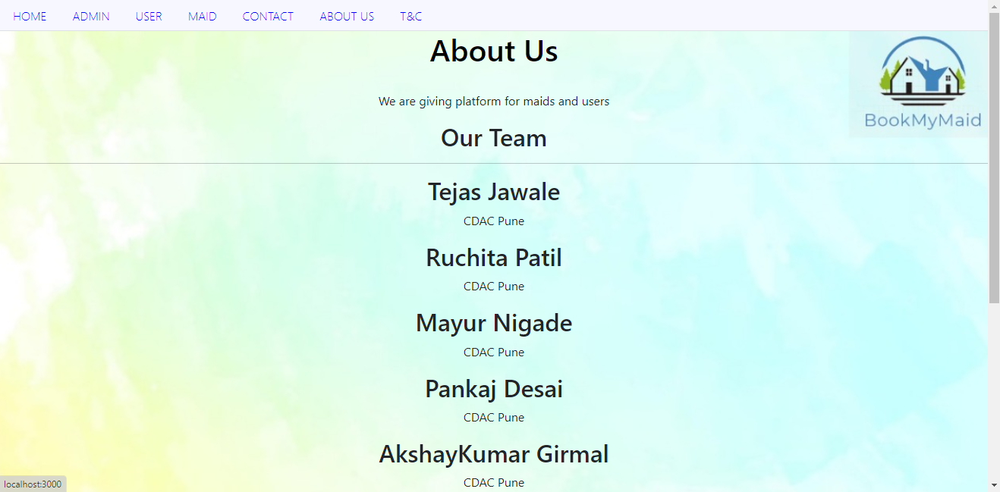 HOME ADMIN USER MAID CONTACT ABOUT US T&C
About Us
We are giving platform for maids and users
BookMyMaid
Our Team
Tejas Jawale
CDAC Pune
Ruchita Patil
CDAC Pune
Mayur Nigade
CDAC Pune
Pankaj Desai
CDAC Pune
AkshayKumar Girmal
CDAC Pune
localhost:3000